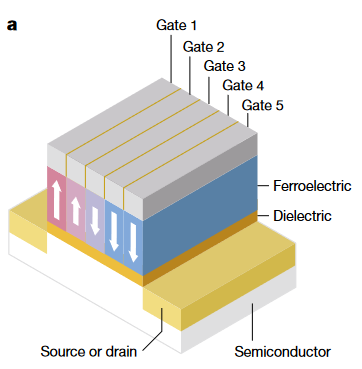 a
Gate 1
Gate 2
Gate 3
Gate 4
Gate 5
Ferroelectric
Dielectric
Source or drain
Semiconductor